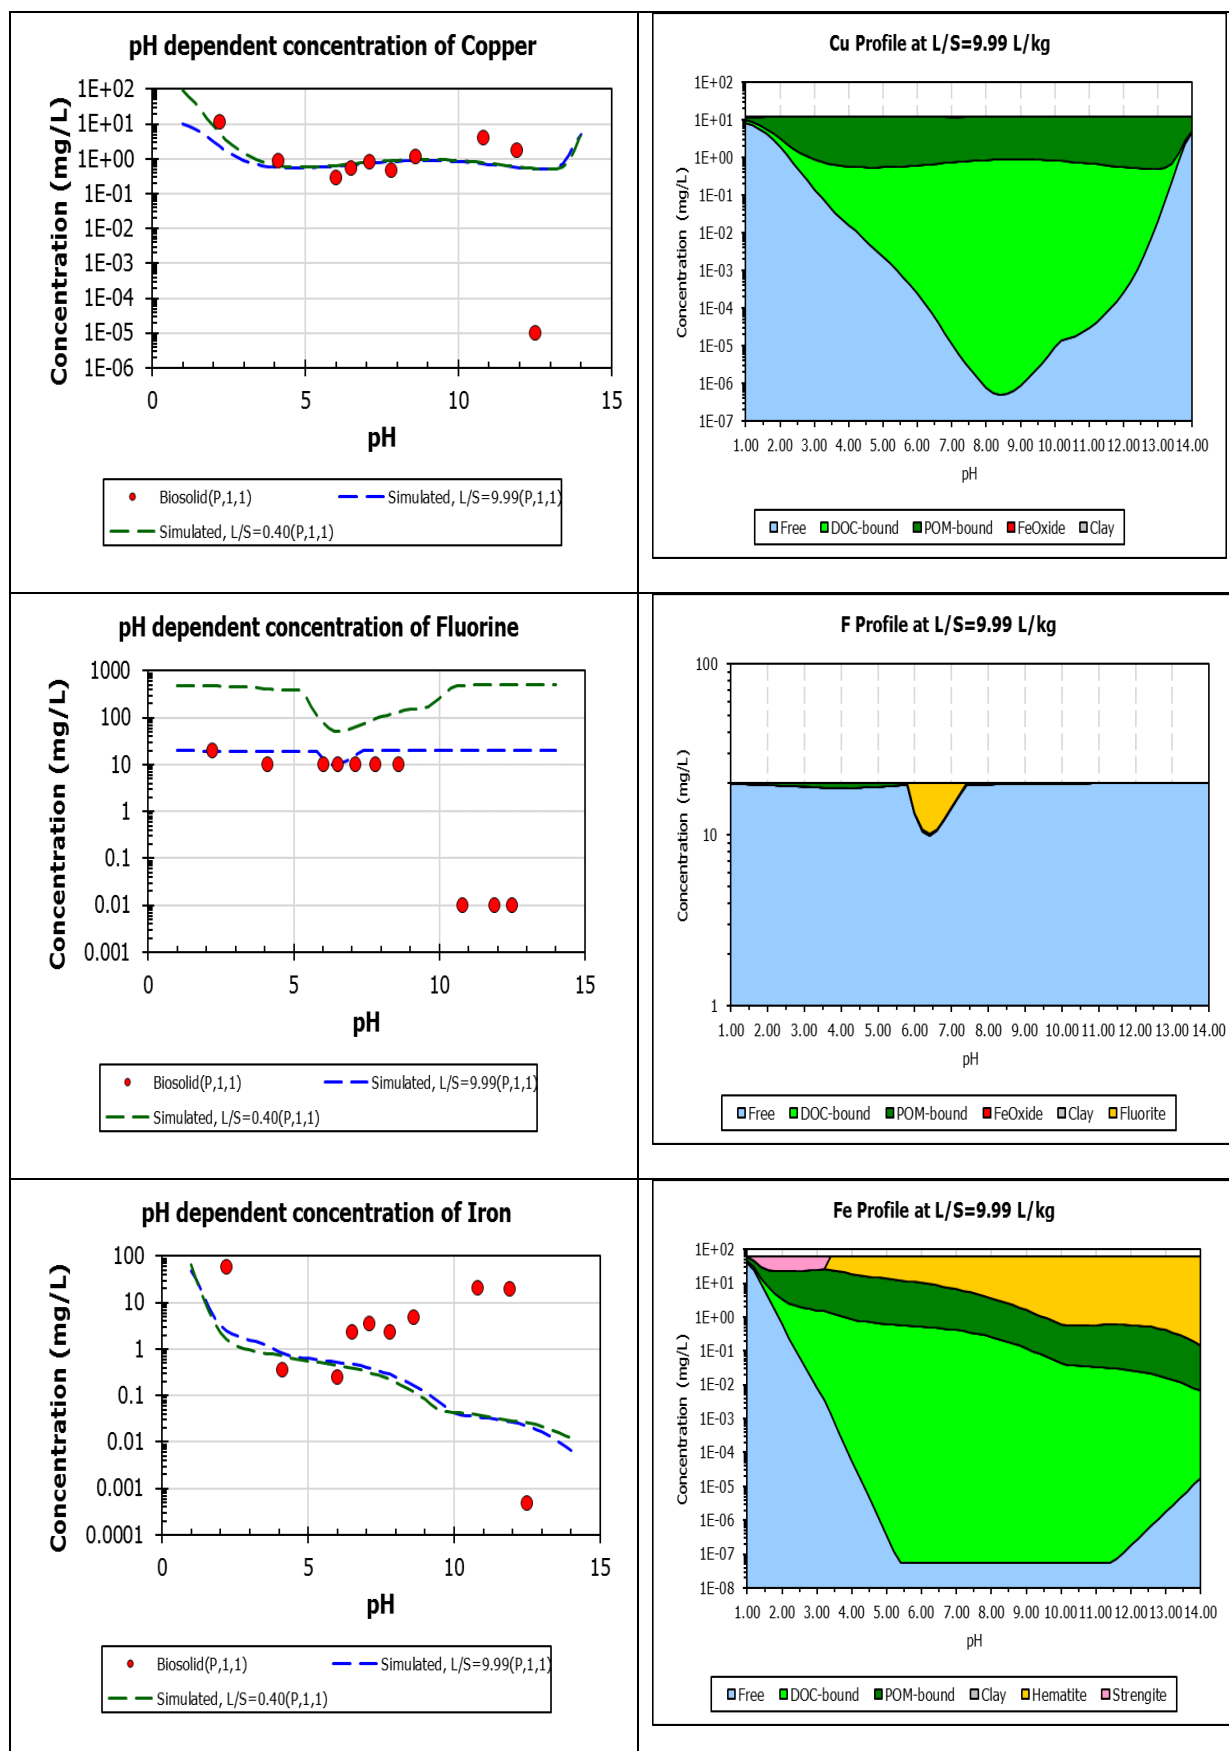 pH dependent concentration of Copper
Concentration (mg/L)
1E+02
1E+01
1E+00
1E-01
1E-02
1E-03
1E-04
1E-05
1E-06
0 5 10 15
pH
Biosolid(P,1,1) Simulated, L/S=9.99(P,1,1)
Simulated, L/S=0.40(P,1,1)
Cu Profile at L/S=9.99 L/kg
Concentration (mg/L)
1E+02
1E+01
1E+00
1E-01
1E-02
1E-03
1E-04
1E-05
1E-06
1E-07
1.00 2.00 3.00 4.00 5.00 6.00 7.00 8.00 9.00 10.00 11.00 12.00 13.00 14.00
pH
Free DOC-bound POM-bound FeOxide Clay
pH dependent concentration of Fluorine
Concentration (mg/L)
1000
100
10
1
0.1
0.01
0.001
0 5 10 15
pH
Biosolid(P,1,1) Simulated, L/S=9.99(P,1,1)
Simulated, L/S=0.40(P,1,1)
F Profile at L/S=9.99 L/kg
Concentration (mg/L)
100
10
1
1.00 2.00 3.00 4.00 5.00 6.00 7.00 8.00 9.00 10.00 11.00 12.00 13.00 14.00
pH
Free DOC-bound POM-bound FeOxide Clay Fluorite
pH dependent concentration of Iron
Concentration (mg/L)
100
10
1
0.1
0.01
0.001
0.0001
0 5 10 15
pH
Biosolid(P,1,1) Simulated, L/S=9.99(P,1,1)
Simulated, L/S=0.40(P,1,1)
Fe Profile at L/S=9.99 L/kg
Concentration (mg/L)
1E+02
1E+01
1E+00
1E-01
1E-02
1E-03
1E-04
1E-05
1E-06
1E-07
1E-08
1.00 2.00 3.00 4.00 5.00 6.00 7.00 8.00 9.00 10.00 11.00 12.00 13.00 14.00
pH
Free DOC-bound POM-bound Clay Hematite Strengite